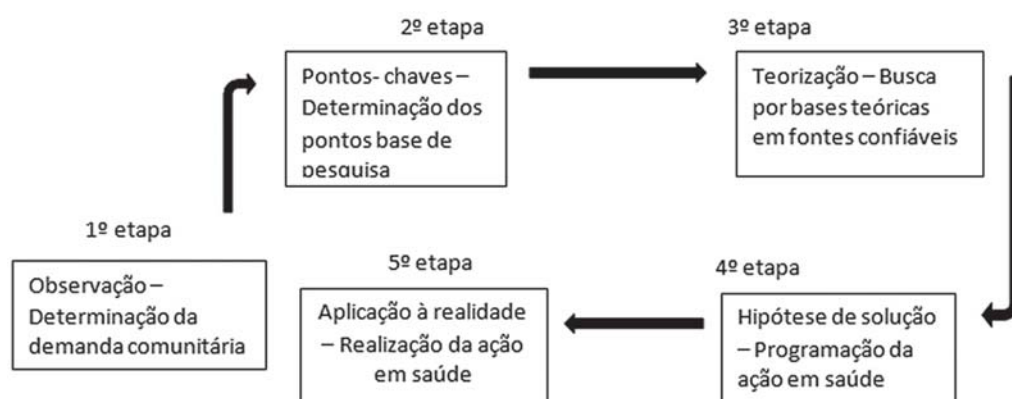 2º etapa
Pontos- chaves –
Determinação dos
pontos base de
pesquisa
3º etapa
Teorização – Busca
por bases teóricas
em fontes confiáveis
1º etapa
Observação –
Determinação da
demanda comunitária
5º etapa
Aplicação à realidade
– Realização da ação
em saúde
4º etapa
Hipótese de solução
– Programação da
ação em saúde